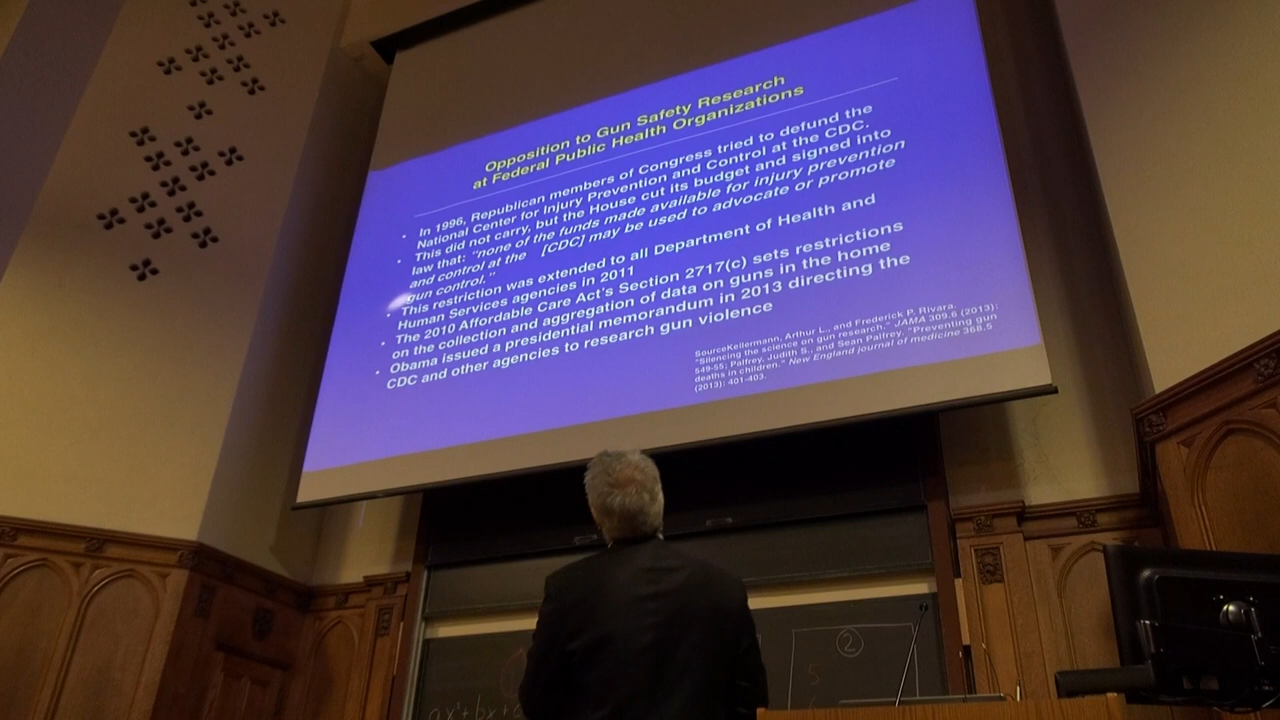 Opposition to Gun Safety Research
at Federal Public Health Organizations
• In 1996, Republican members of Congress tried to defund the
National Center for Injury Prevention and Control at the CDC.
• This did not carry, but the House cut its budget and signed into
law that: "none of the funds made available for injury prevention
and control at the [CDC] may be used to advocate or promote
gun control."
• This restriction was extended to all Department of Health and
Human Services agencies in 2011
• The 2010 Affordable Care Act's Section 2717(c) sets restrictions
on the collection and aggregation of data on guns in the home
• Obama issued a presidential memorandum in 2013 directing the
CDC and other agencies to research gun violence
SourceKellermann, Arthur L., and Frederick P. Rivara.
"Silencing the science on gun research." JAMA 309.6 (2013):
549-55; Palfrey, Judith S., and Sean Palfrey. "Preventing gun
deaths in children." New England journal of medicine 368.5
(2013): 401-403.
2
5